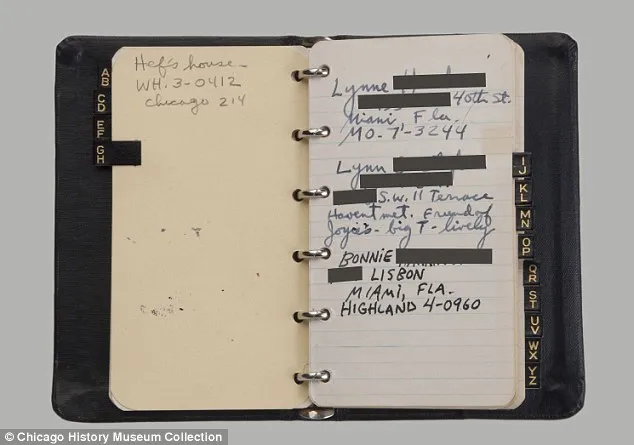 Hef's house-
WH. 3-0412
Chicago 214
AB
CD
EF
GH
Lynne
40th St.
Miami, Fla.
MO. 7-3244
Lynn
S.W. 11 Terrace
Haven't met. Friend of
Joyce's - big T - lively
BONNIE
LISBON
MIAMI, FLA.
HIGHLAND 4-0960
IJ
KL
MN
OP
QR
ST
UV
WX
YZ
© Chicago History Museum Collection